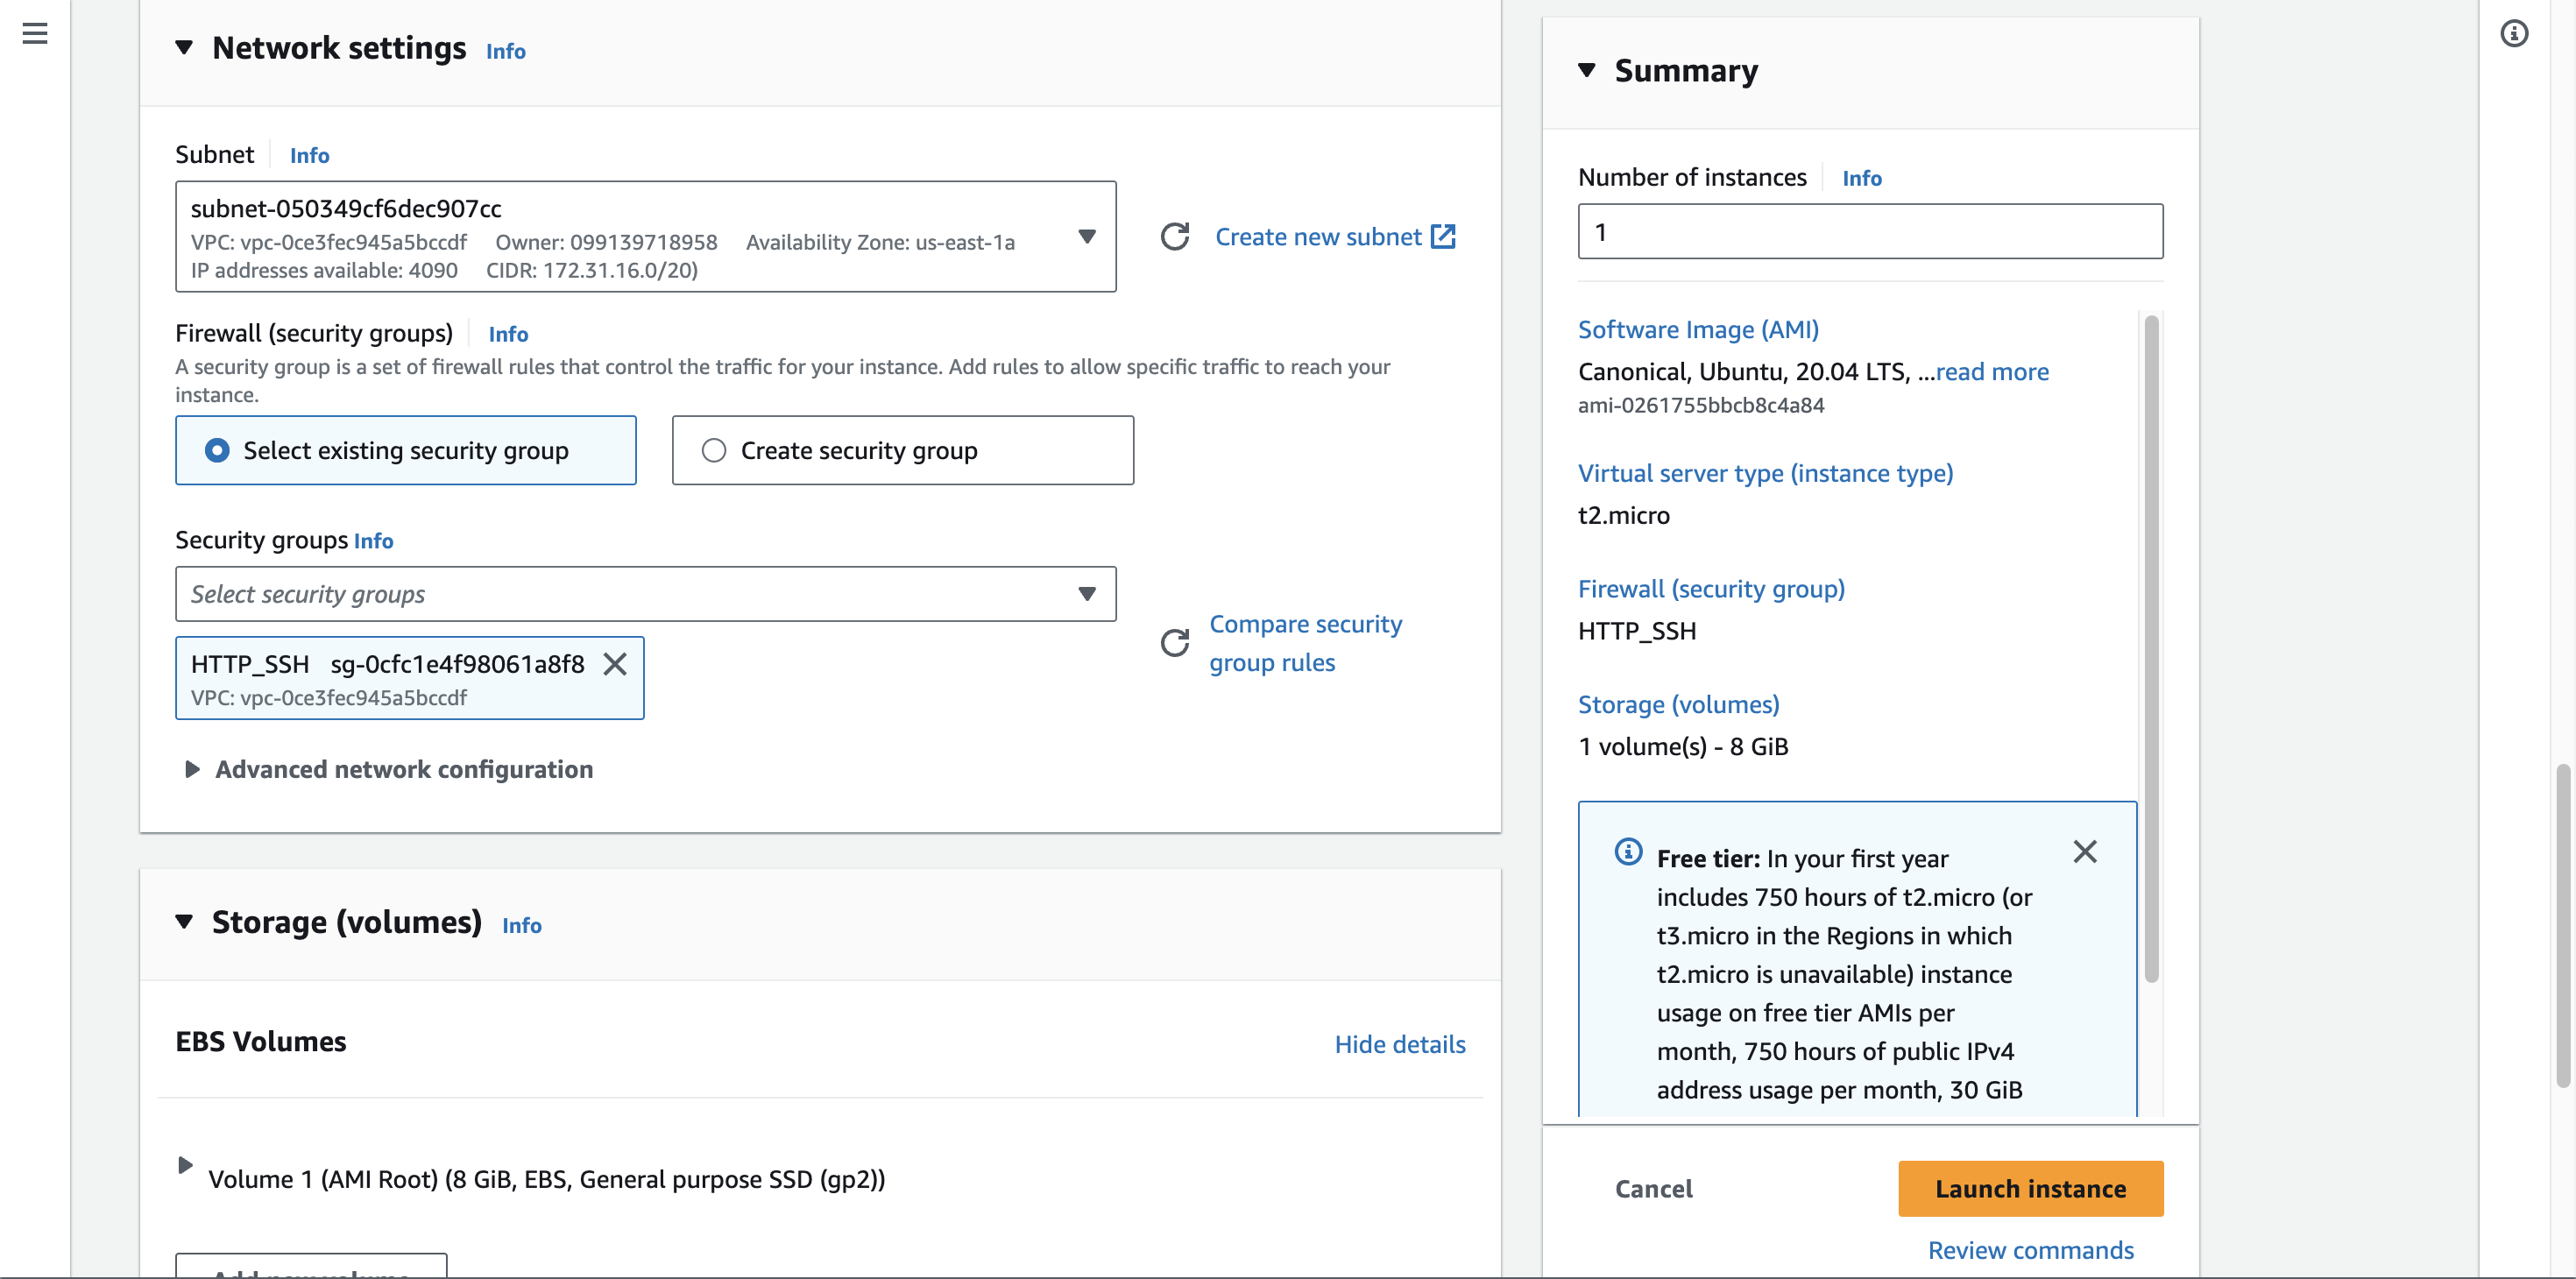 Network settings Info
Subnet Info
subnet-050349cf6dec907cc
VPC: vpc-0ce3fec945a5bccdf Owner: 099139718958 Availability Zone: us-east-1a
IP addresses available: 4090 CIDR: 172.31.16.0/20)
Create new subnet
Firewall (security groups) Info
A security group is a set of firewall rules that control the traffic for your instance. Add rules to allow specific traffic to reach your
instance.
Select existing security group
Create security group
Security groups Info
Select security groups
HTTP_SSH sg-0cfc1e4f98061a8f8
VPC: vpc-0ce3fec945a5bccdf
Compare security
group rules
Advanced network configuration
Storage (volumes) Info
EBS Volumes
Hide details
Volume 1 (AMI Root) (8 GiB, EBS, General purpose SSD (gp2))
Add new volume
Summary
Number of instances Info
1
Software Image (AMI)
Canonical, Ubuntu, 20.04 LTS, ...read more
ami-0261755bbcb8c4a84
Virtual server type (instance type)
t2.micro
Firewall (security group)
HTTP_SSH
Storage (volumes)
1 volume(s) - 8 GiB
Free tier: In your first year
includes 750 hours of t2.micro (or
t3.micro in the Regions in which
t2.micro is unavailable) instance
usage on free tier AMIs per
month, 750 hours of public IPv4
address usage per month, 30 GiB
Cancel
Launch instance
Review commands